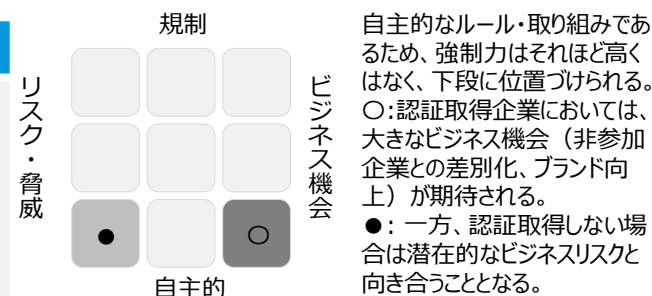 規制
リスク・脅威
ビジネス機会
●
〇
自主的
自主的なルール・取り組みであ
るため、強制力はそれほど高く
はなく、下段に位置づけられる。
〇:認証取得企業においては、
大きなビジネス機会（非参加
企業との差別化、ブランド向
上）が期待される。
●: 一方、認証取得しない場
合は潜在的なビジネスリスクと
向き合うこととなる。